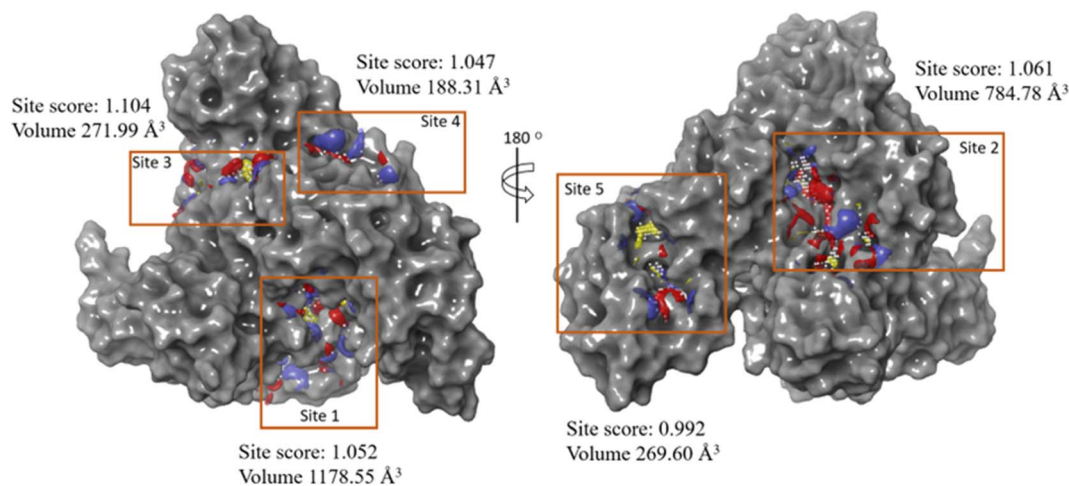 Site score: 1.047
Volume 188.31 Å³
Site score: 1.104
Volume 271.99 Å³
Site 4
Site 3
180 º
Site score: 1.061
Volume 784.78 Å³
Site 2
Site 5
Site 1
Site score: 1.052
Volume 1178.55 Å³
Site score: 0.992
Volume 269.60 Å³